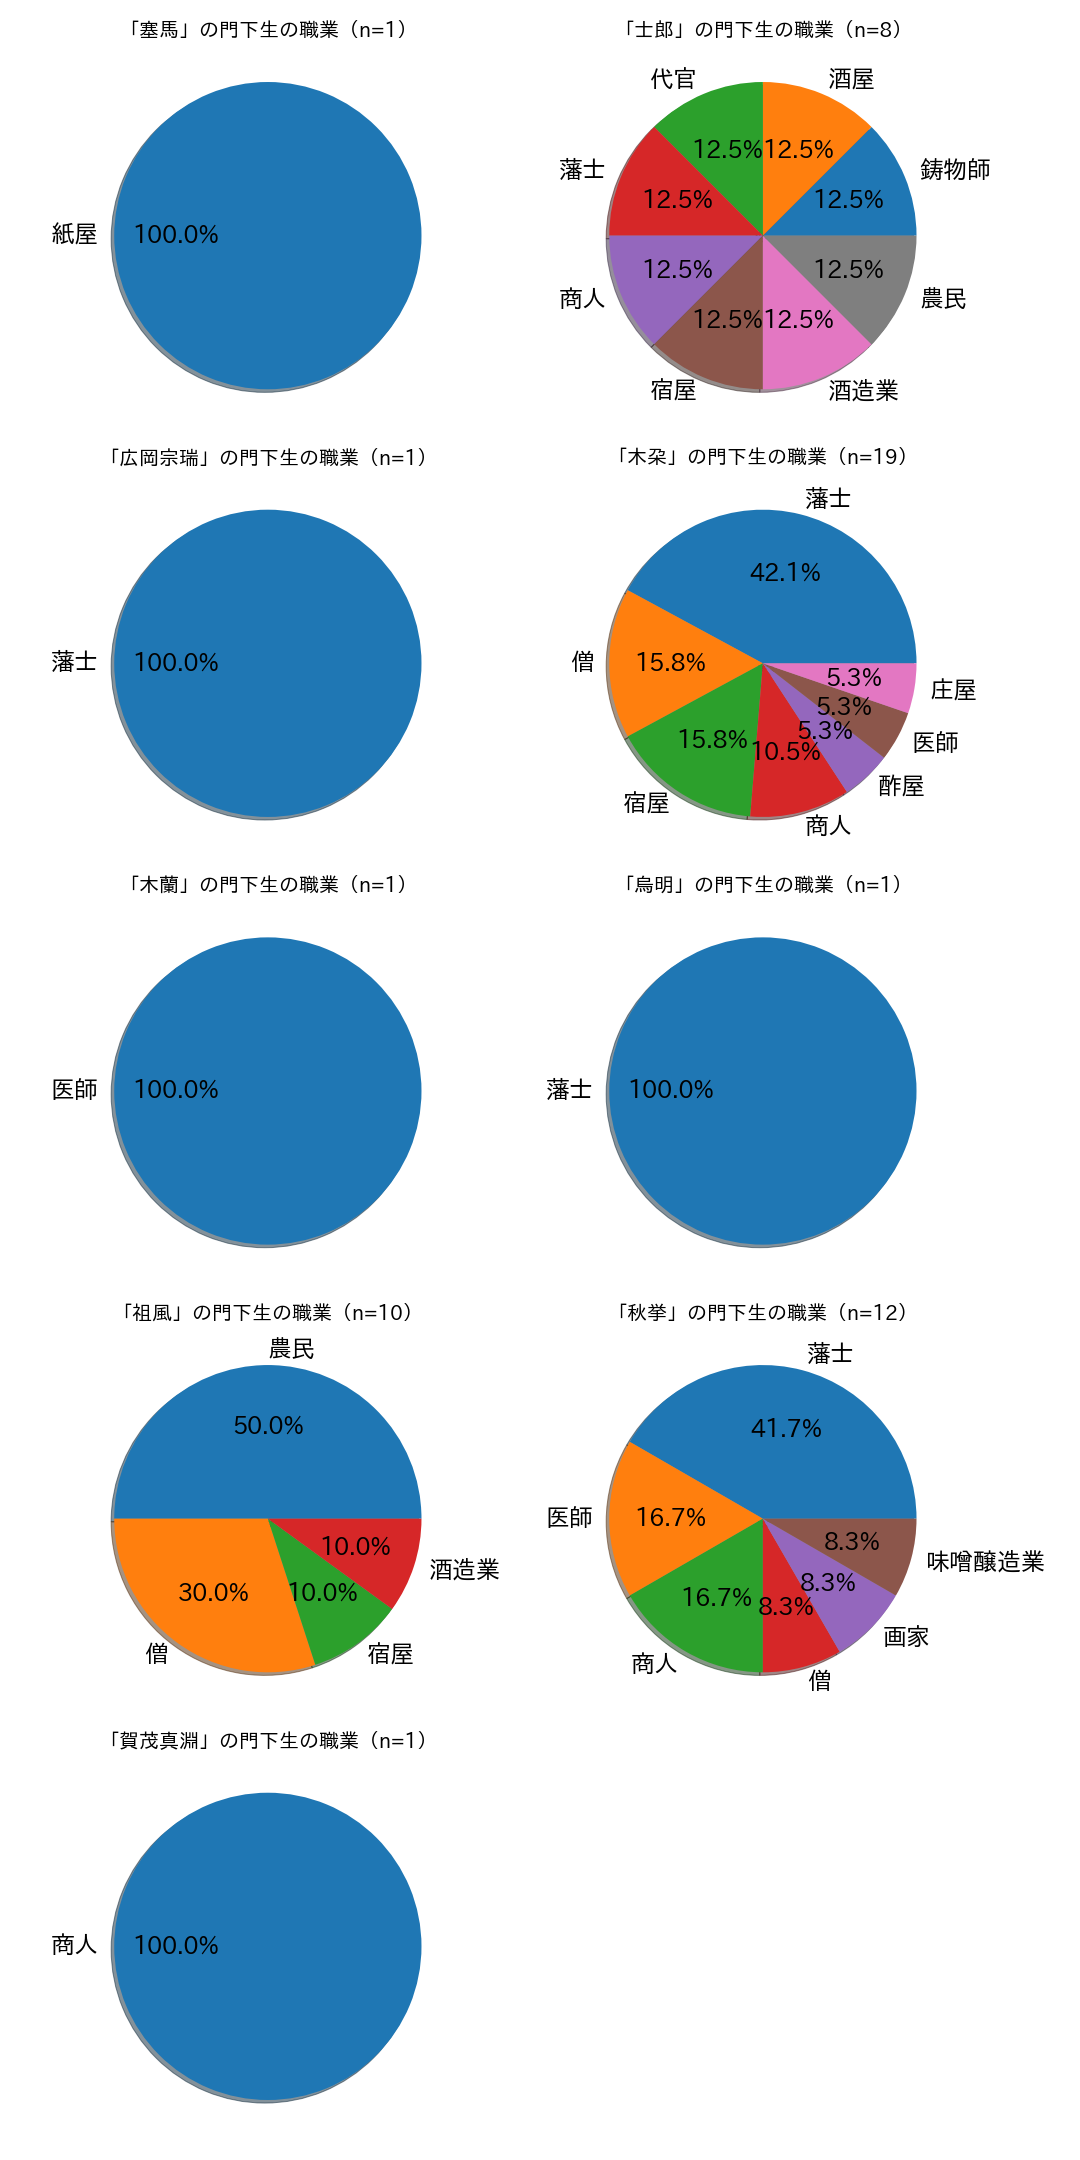 「塞馬」の門下生の職業（n=1）
紙屋
100.0%
「士郎」の門下生の職業（n=8）
代官
酒屋
藩士
鋳物師
12.5%
12.5%
12.5%
12.5%
商人
農民
12.5%
12.5%
12.5%
12.5%
宿屋
酒造業
「広岡宗瑞」の門下生の職業（n=1）
藩士
100.0%
「木朶」の門下生の職業（n=19）
藩士
42.1%
僧
15.8%
宿屋
15.8%
商人
10.5%
酢屋
5.3%
医師
5.3%
庄屋
5.3%
「木蘭」の門下生の職業（n=1）
医師
100.0%
「烏明」の門下生の職業（n=1）
藩士
100.0%
「祖風」の門下生の職業（n=10）
農民
50.0%
僧
30.0%
宿屋
10.0%
酒造業
10.0%
「秋挙」の門下生の職業（n=12）
藩士
41.7%
医師
16.7%
商人
16.7%
僧
8.3%
画家
8.3%
味噌醸造業
8.3%
「賀茂真淵」の門下生の職業（n=1）
商人
100.0%